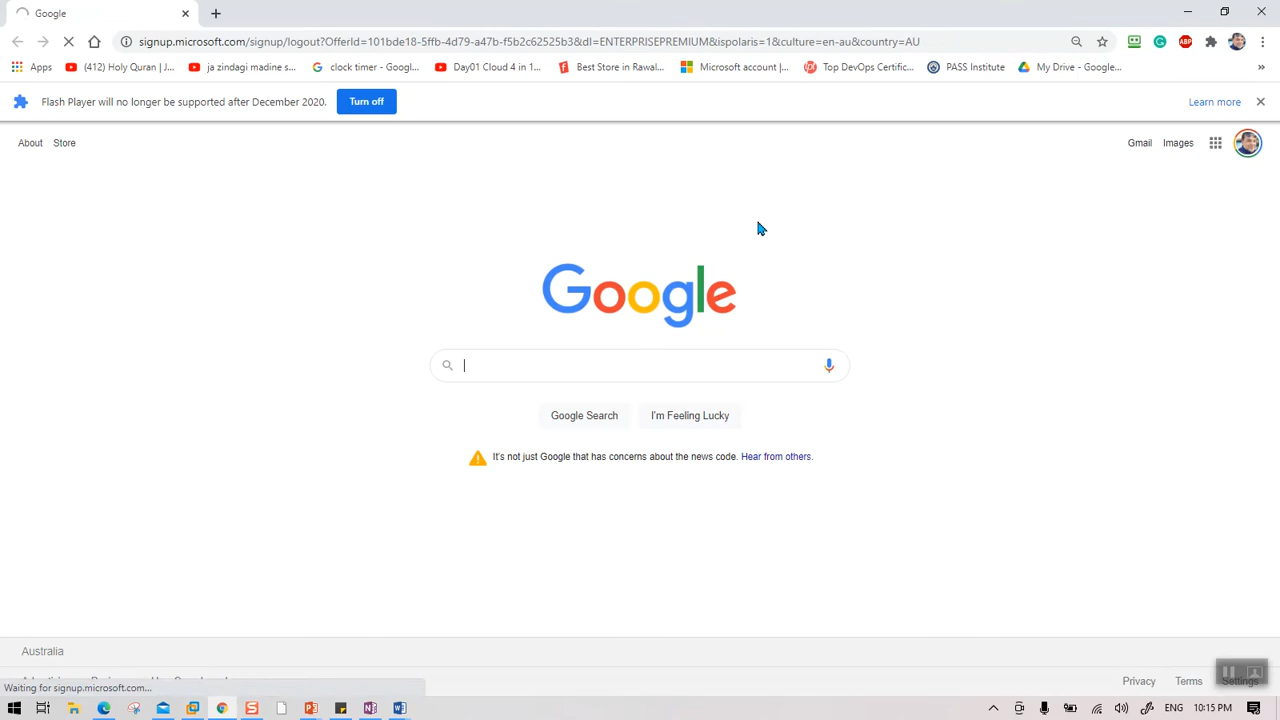 Google
signup.microsoft.com/signup/logout?OfferId=101bde18-5ffb-4d79-a47b-f5b2c62525b3&dl=ENTERPRISEPREMIUM&ispolaris=1&culture=en-au&country=AU
ABP
Apps (412) Holy Quran | J... ja zindagi madine s... clock timer - Googl... Day01 Cloud 4 in 1... Best Store in Rawal... Microsoft account |... Top DevOps Certific... PASS Institute My Drive - Google... »
Flash Player will no longer be supported after December 2020. Turn off Learn more
About Store Gmail Images
Google
Google Search I'm Feeling Lucky
It's not just Google that has concerns about the news code. Hear from others.
Australia
Privacy Terms Settings
Waiting for signup.microsoft.com...
ENG 10:15 PM